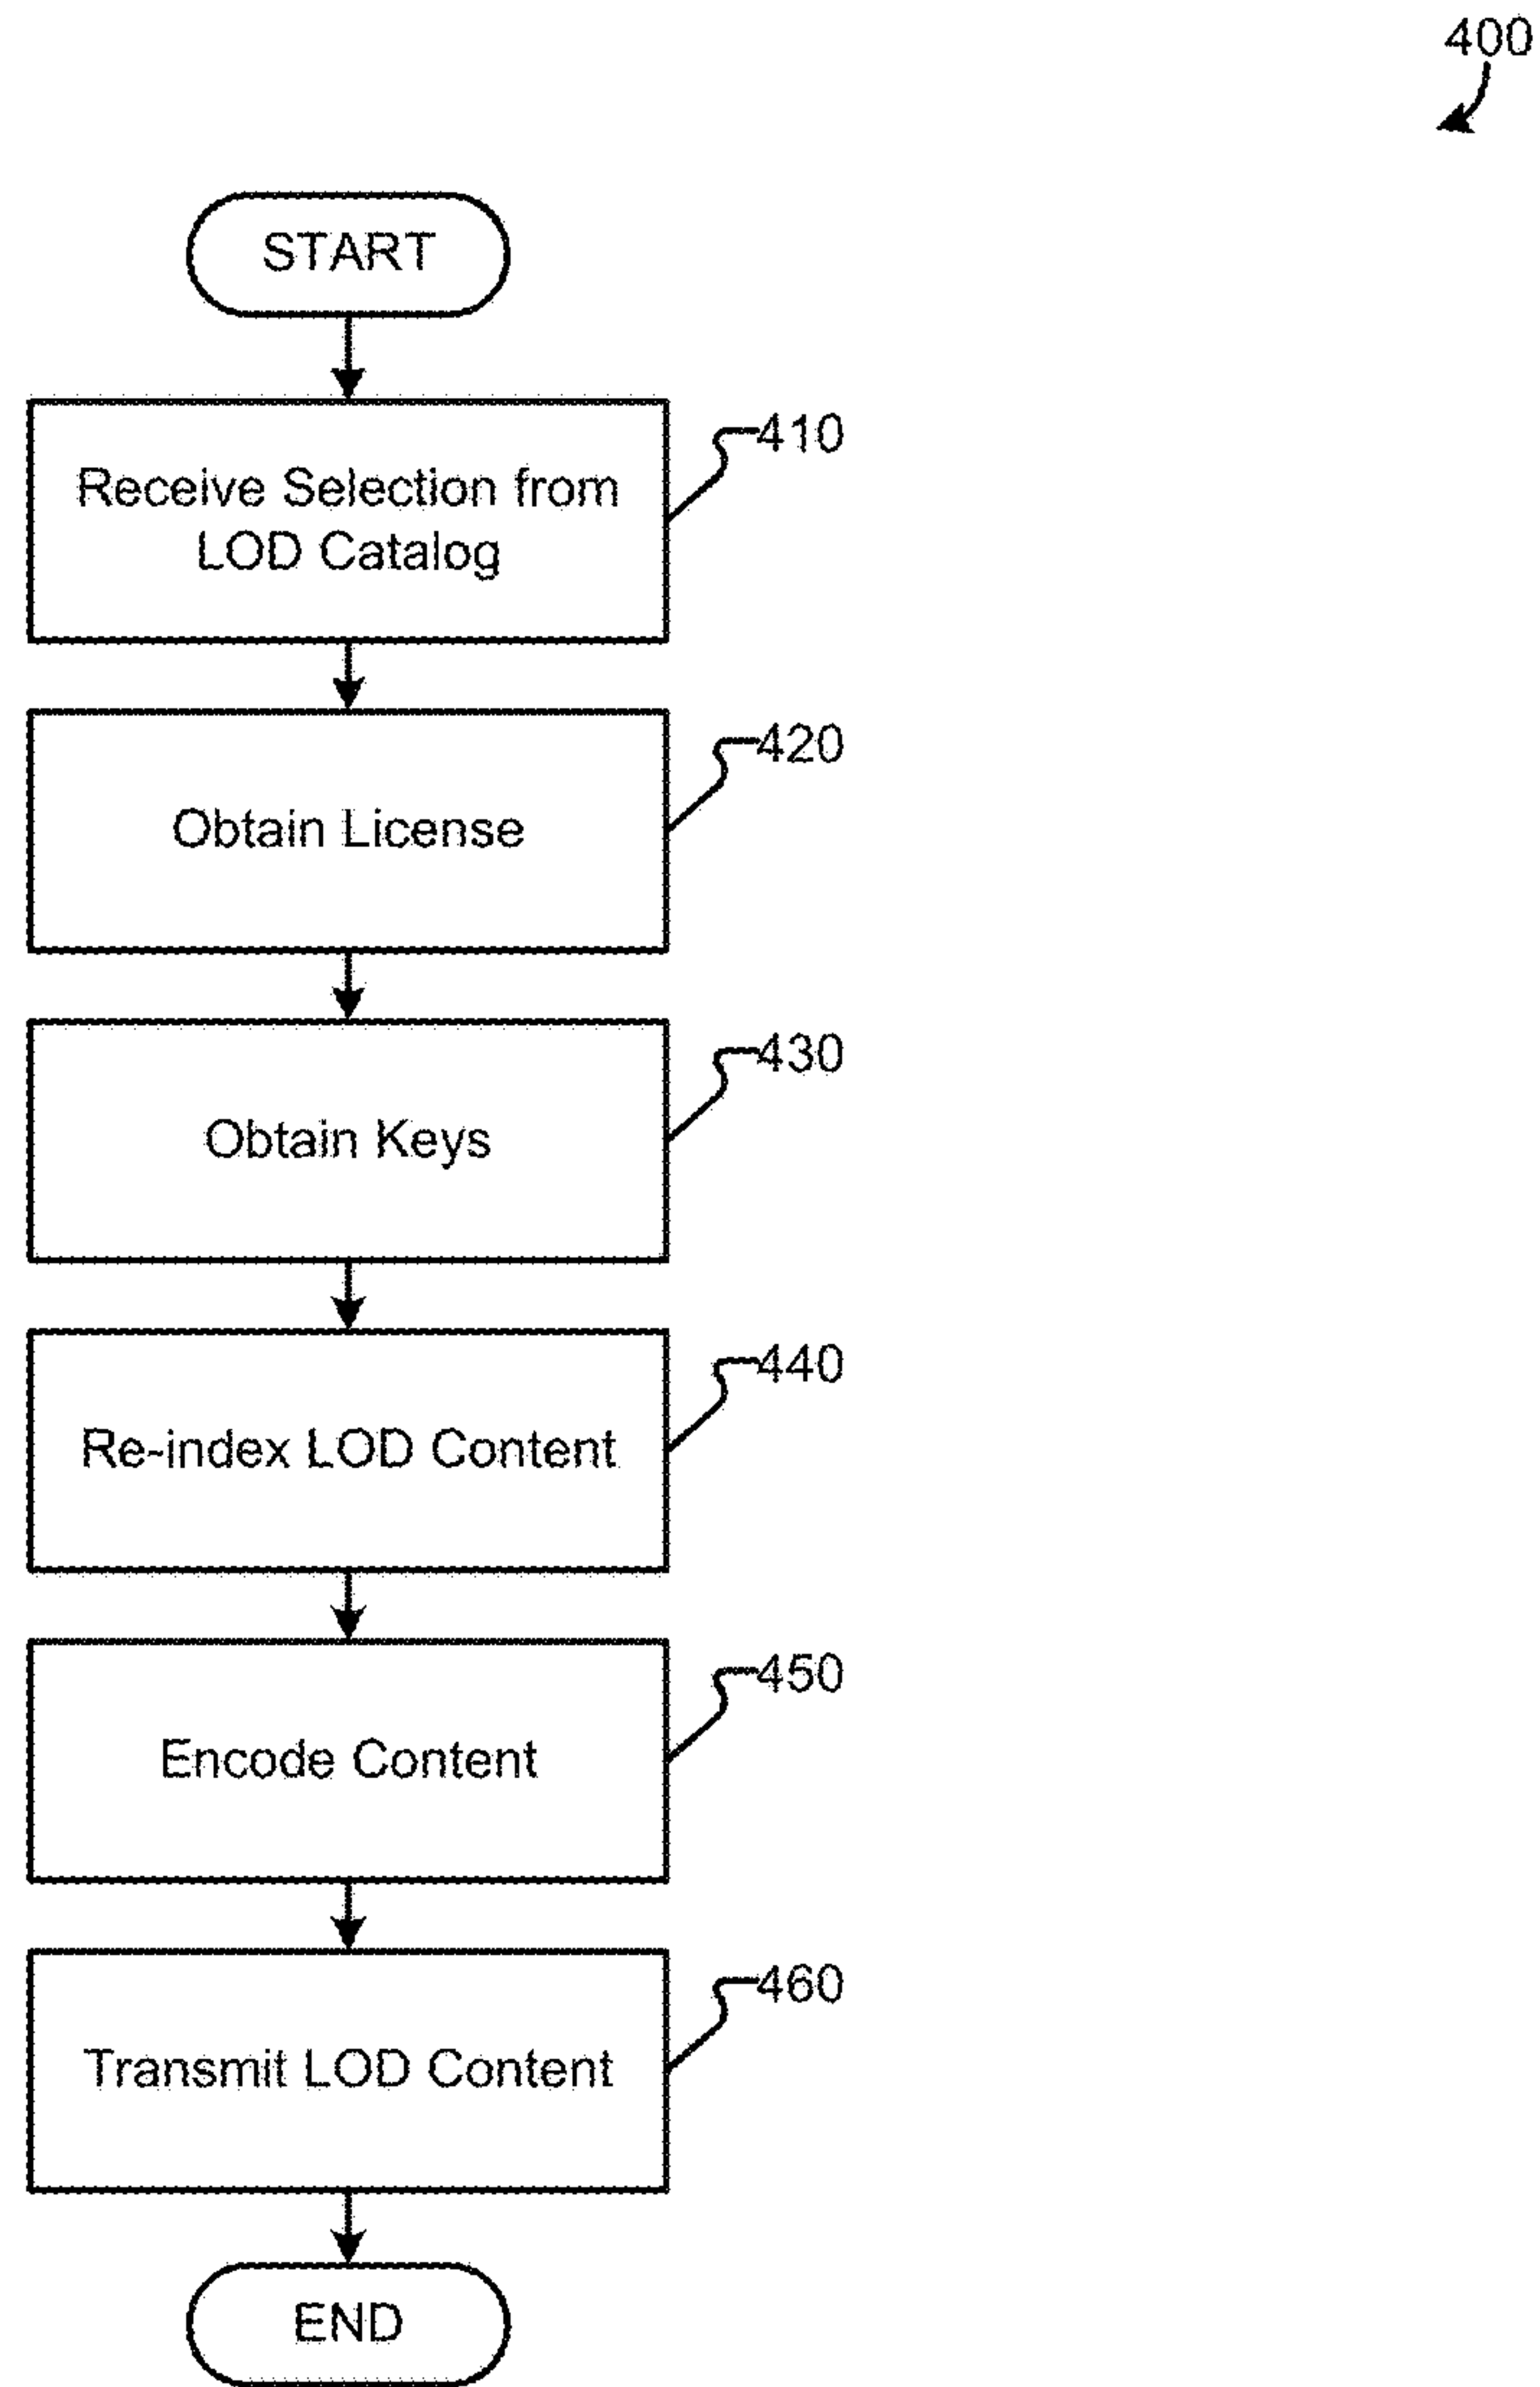 400
START
410
Receive Selection from
LOD Catalog
420
Obtain License
430
Obtain Keys
440
Re-index LOD Content
450
Encode Content
460
Transmit LOD Content
END